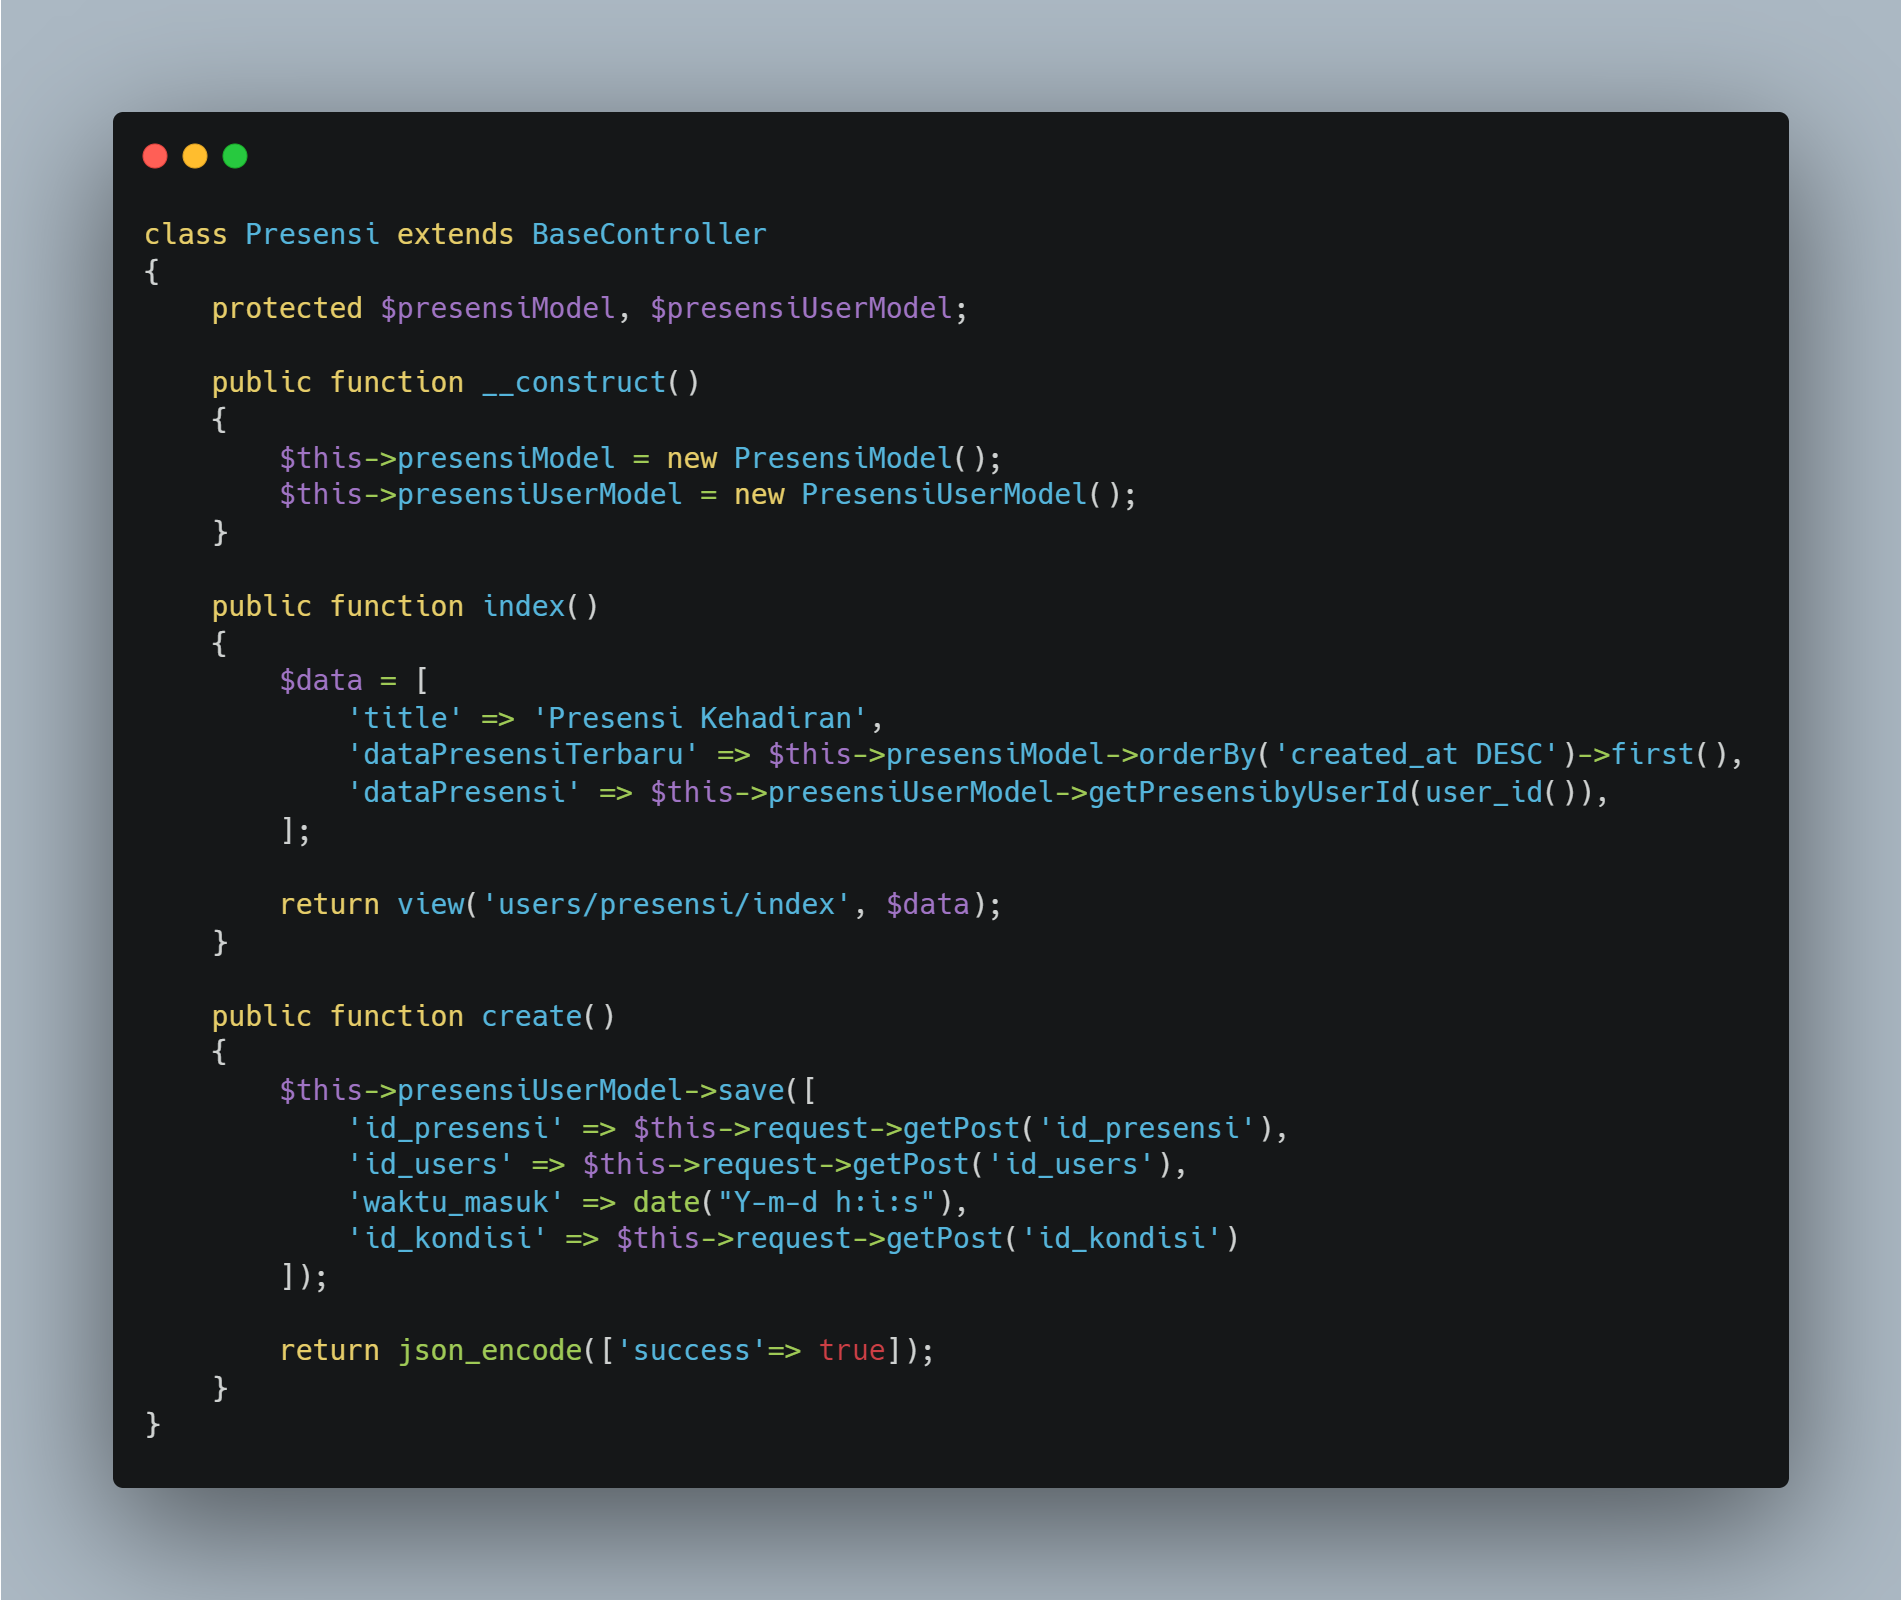 class Presensi extends BaseController
{
    protected $presensiModel, $presensiUserModel;

    public function __construct()
    {
        $this->presensiModel = new PresensiModel();
        $this->presensiUserModel = new PresensiUserModel();
    }

    public function index()
    {
        $data = [
            'title' => 'Presensi Kehadiran',
            'dataPresensiTerbaru' => $this->presensiModel->orderBy('created_at DESC')->first(),
            'dataPresensi' => $this->presensiUserModel->getPresensibyUserId(user_id()),
        ];

        return view('users/presensi/index', $data);
    }

    public function create()
    {
        $this->presensiUserModel->save([
            'id_presensi' => $this->request->getPost('id_presensi'),
            'id_users' => $this->request->getPost('id_users'),
            'waktu_masuk' => date("Y-m-d h:i:s"),
            'id_kondisi' => $this->request->getPost('id_kondisi')
        ]);

        return json_encode(['success'=> true]);
    }
}